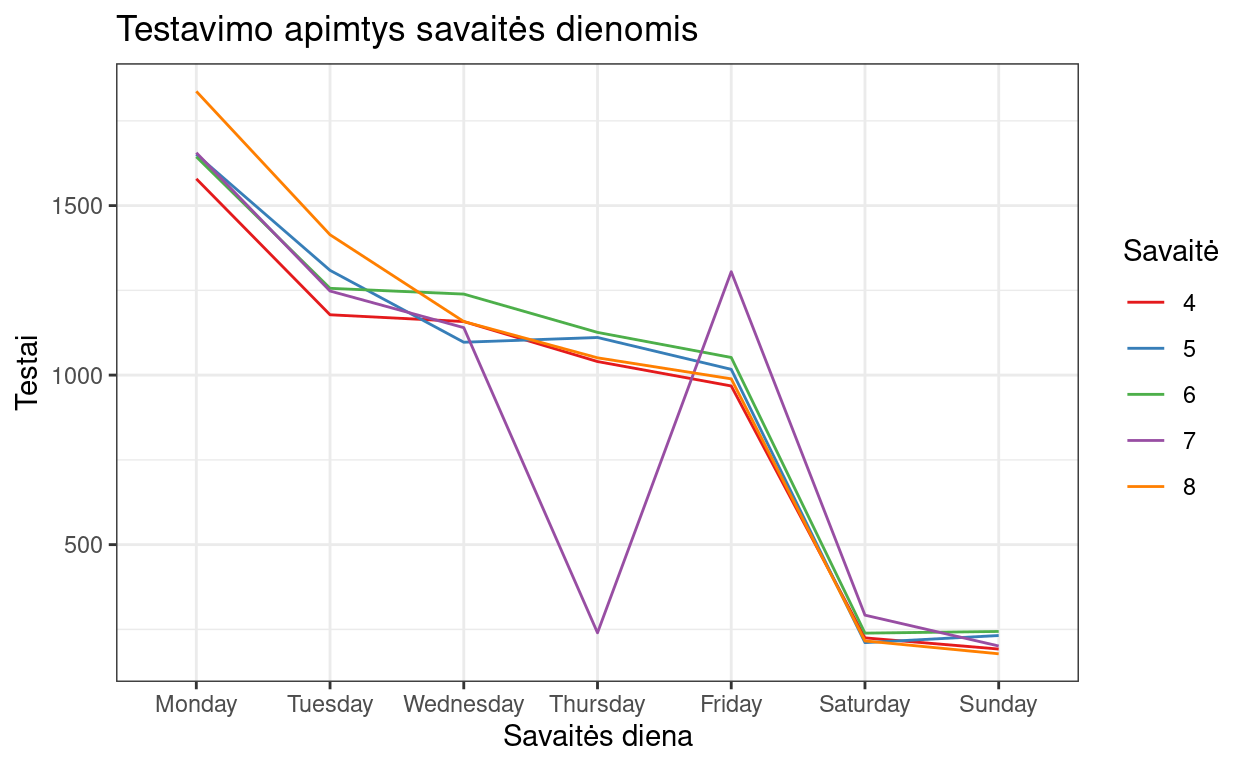 Testavimo apimtys savaitės dienomis
Testai
1500
1000
500
Monday Tuesday Wednesday Thursday Friday Saturday Sunday
Savaitės diena
Savaitė
4
5
6
7
8